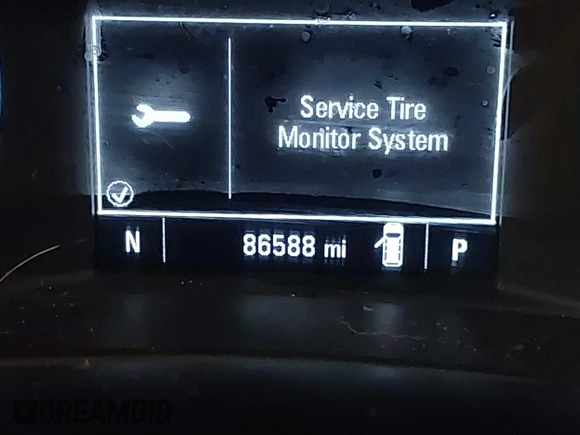 Service Tire
Monitor System
N 86588 mi P
DREAMBID